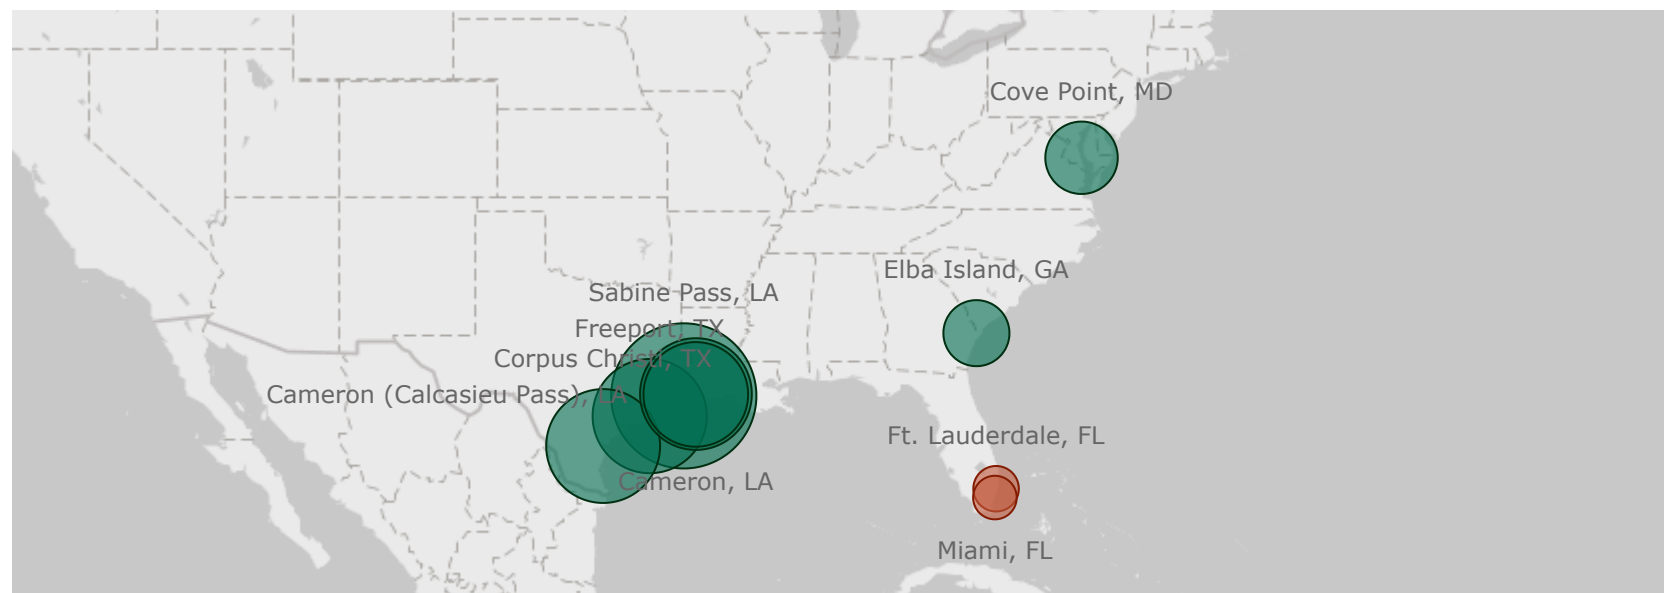 Cove Point, MD
Elba Island, GA
Sabine Pass, LA
Freeport, TX
Corpus Christi, TX
Cameron (Calcasieu Pass), LA
Ft. Lauderdale, FL
Cameron, LA
Miami, FL